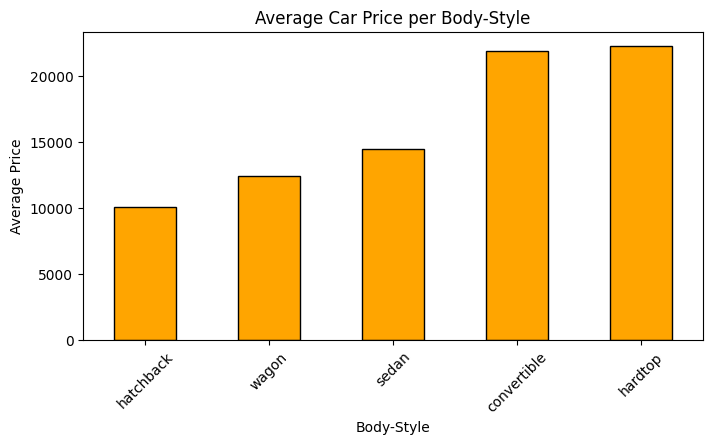 Average Car Price per Body-Style
Average Price
20000
15000
10000
5000
0
hatchback
wagon
sedan
convertible
hardtop
Body-Style